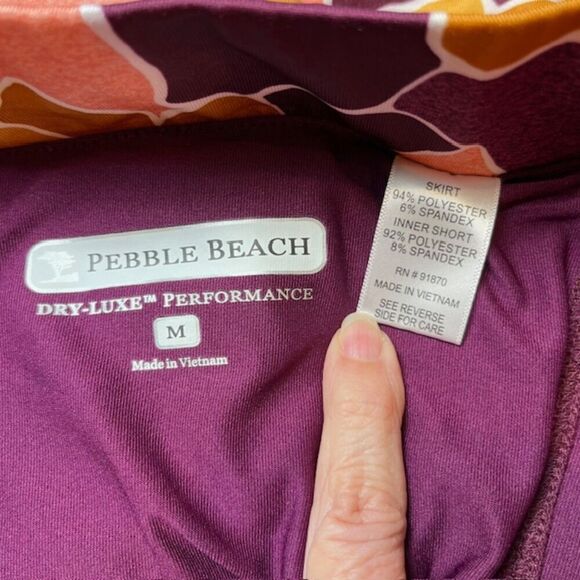 PEBBLE BEACH
DRY-LUXE™ PERFORMANCE
M
Made in Vietnam
SKIRT
94% POLYESTER
6% SPANDEX
INNER SHORT
92% POLYESTER
8% SPANDEX
RN # 91870
MADE IN VIETNAM
SEE REVERSE
SIDE FOR CARE